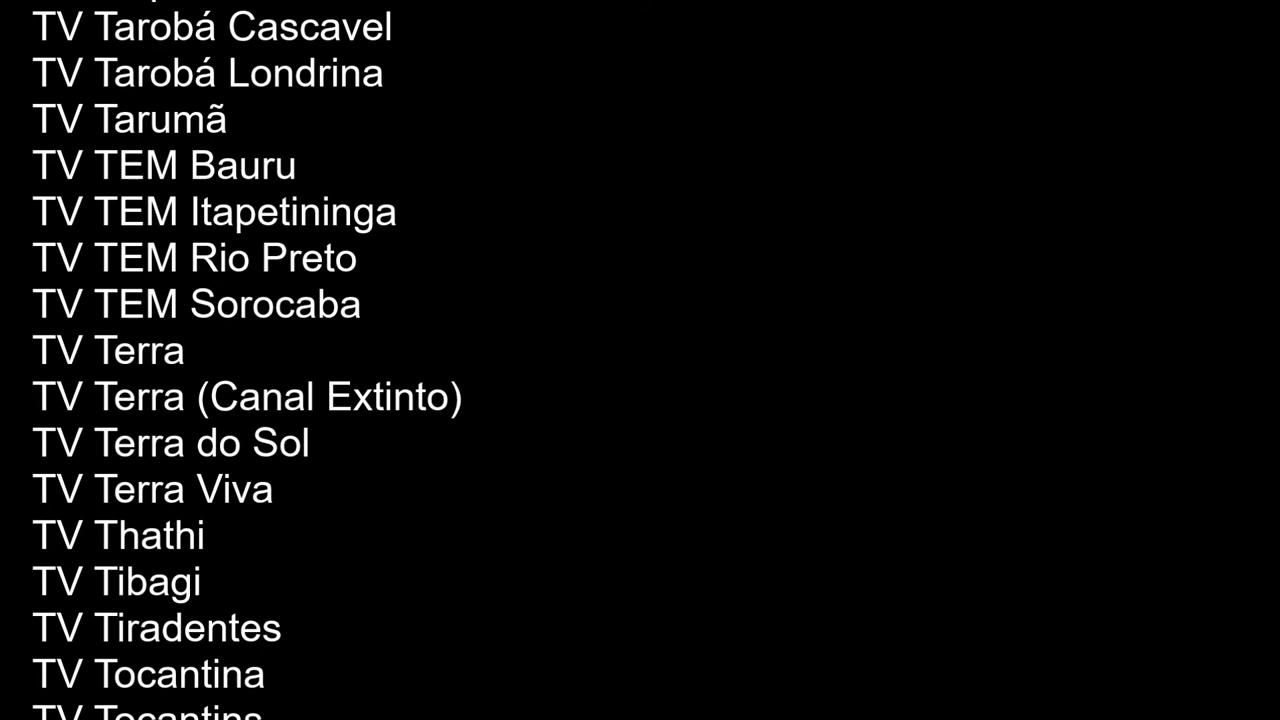 TV Tarobá Cascavel
TV Tarobá Londrina
TV Tarumã
TV TEM Bauru
TV TEM Itapetininga
TV TEM Rio Preto
TV TEM Sorocaba
TV Terra
TV Terra (Canal Extinto)
TV Terra do Sol
TV Terra Viva
TV Thathi
TV Tibagi
TV Tiradentes
TV Tocantina
TV Tocantins